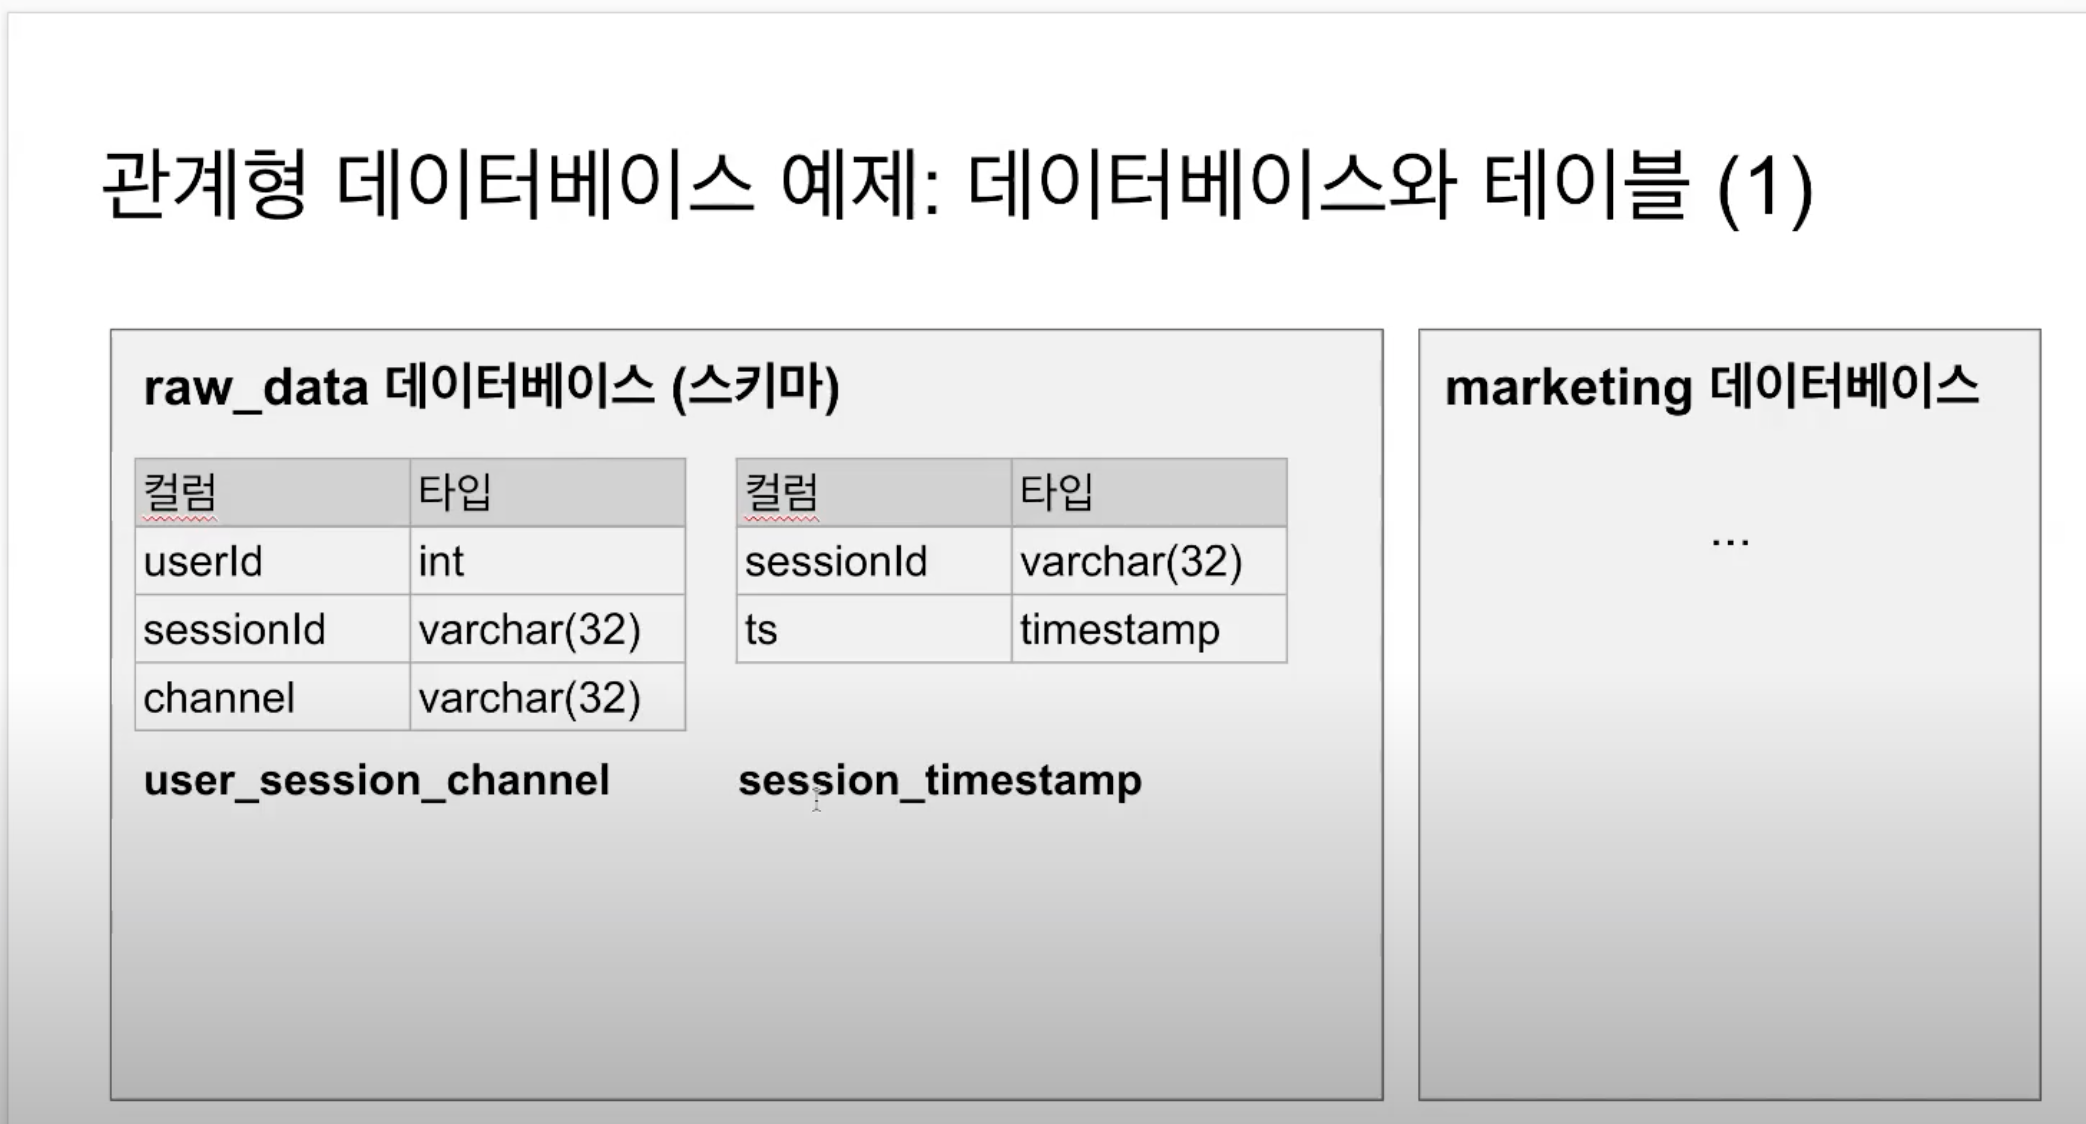 관계형 데이터베이스 예제: 데이터베이스와 테이블 (1)
raw_data 데이터베이스 (스키마)
컬럼 타입
userId int
sessionId varchar(32)
channel varchar(32)
user_session_channel
컬럼 타입
sessionId varchar(32)
ts timestamp
session_timestamp
marketing 데이터베이스
...